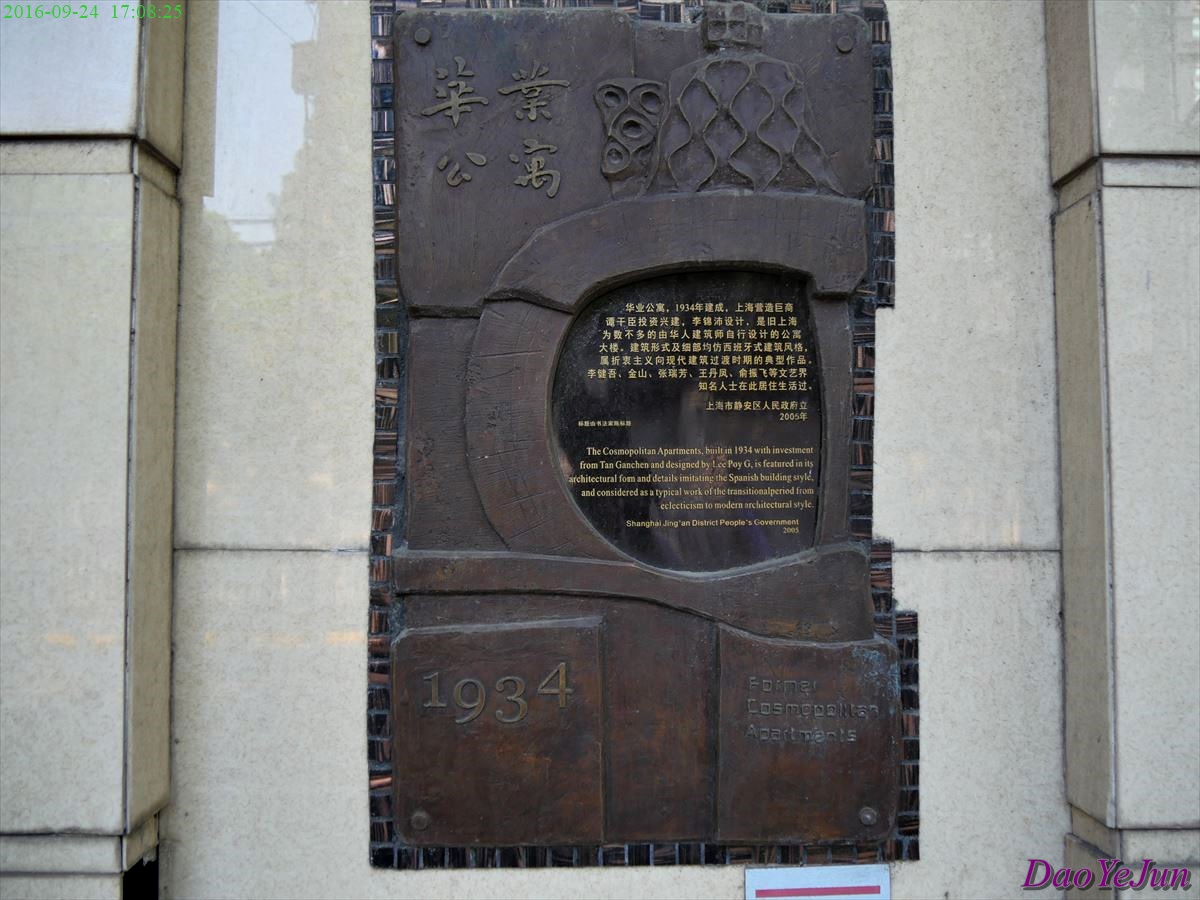 2016-09-24 17:08:25
華業
公寓
华业公寓，1934年建成，上海营造巨商
谭干臣投资兴建，李锦沛设计，是旧上海
为数不多的由华人建筑师自行设计的公寓
大楼。建筑形式及细部均仿西班牙式建筑风格，
属折衷主义向现代建筑过渡时期的典型作品。
李健吾、金山、张瑞芳、王丹凤、俞振飞等文艺界
知名人士在此居住生活过。
上海市静安区人民政府立
2005年
The Cosmopolitan Apartments, built in 1934 with investment
from Tan Ganchen and designed by Lee Poy G, is featured in its
architectural form and details imitating the Spanish building style,
and considered as a typical work of the transitionalperiod from
eclecticism to modern architectural style.
Shanghai Jing'an District People's Government
2005
1934
Former
Cosmopolitan
Apartments
DaoYeJun